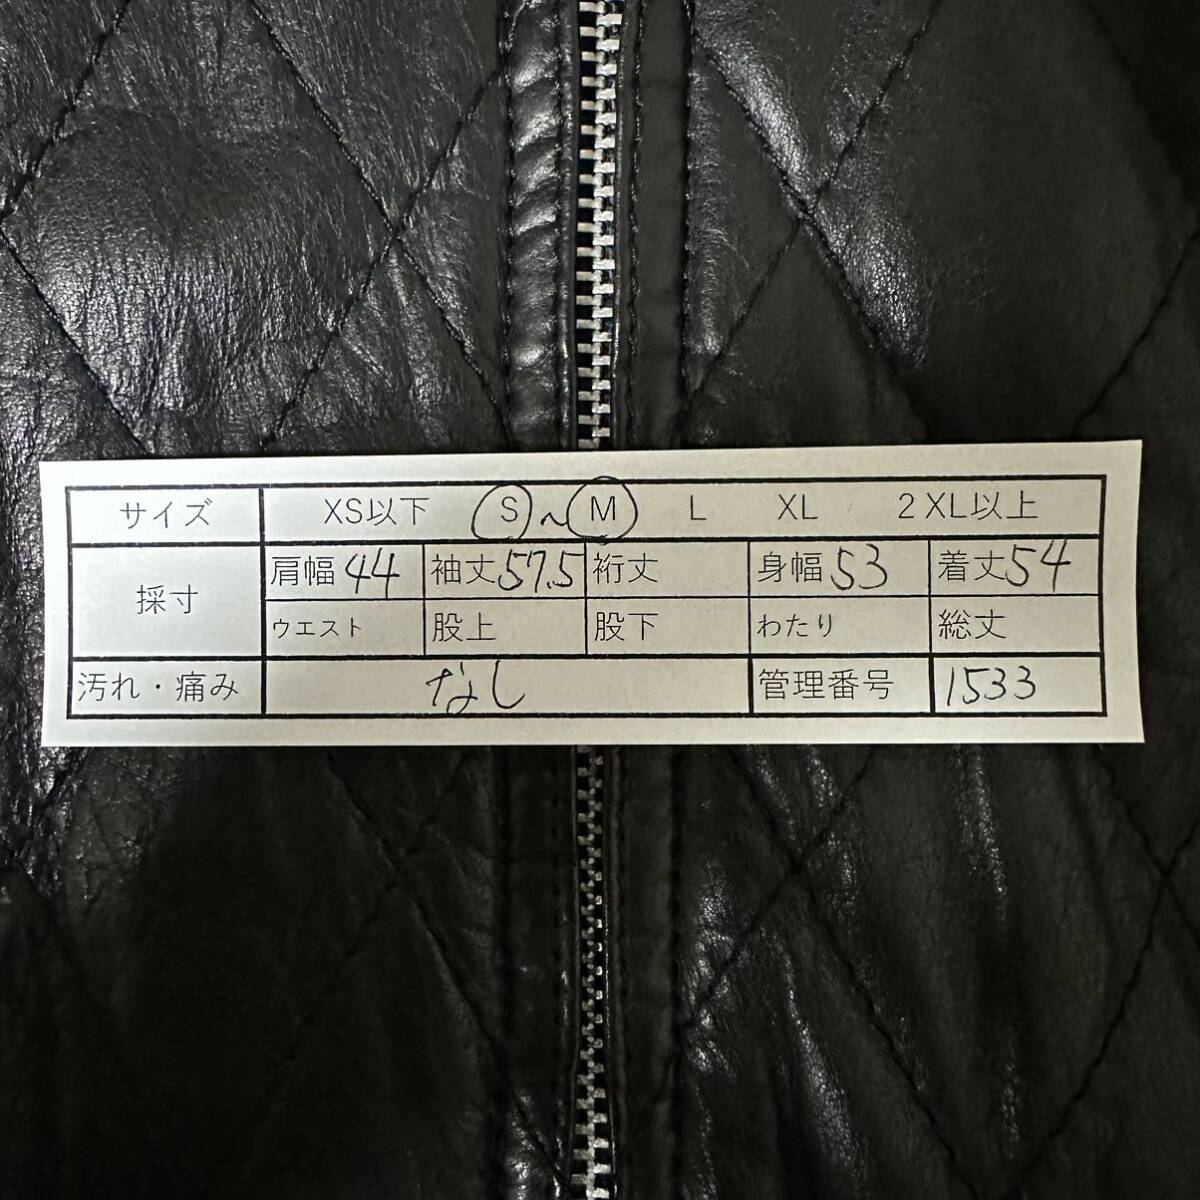 サイズ XS以下 S ~ M L XL 2XL以上
採寸 肩幅 44 袖丈 57.5 裄丈 身幅 53 着丈 54
ウエスト 股上 股下 わたり 総丈
汚れ・痛み なし 管理番号 1533